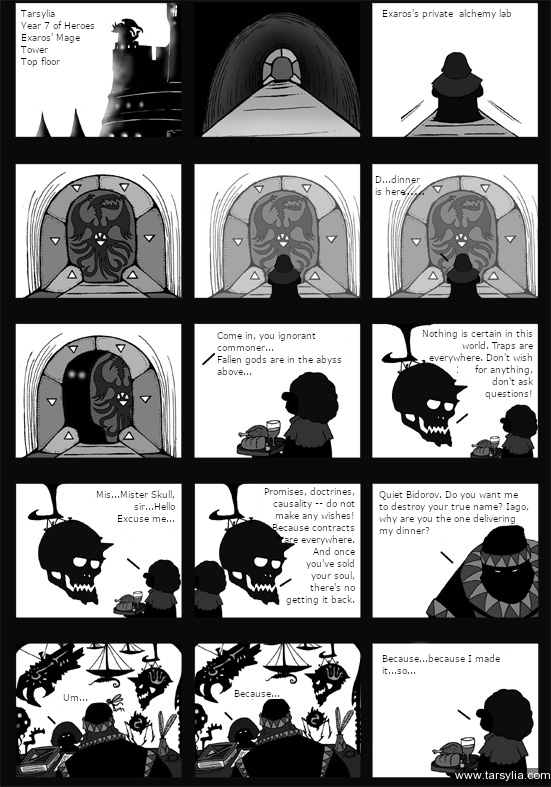 Tarsylia
Year 7 of Heroes
Exaros' Mage
Tower
Top floor
Exaros's private alchemy lab
D...dinner
is here.....
Come in, you ignorant
commoner...
Fallen gods are in the abyss
above...
Nothing is certain in this
world. Traps are
everywhere. Don't wish
for anything,
don't ask
questions!
Mis...Mister Skull,
sir...Hello
Excuse me...
Promises, doctrines,
causality -- do not
make any wishes!
Because contracts
are everywhere.
And once
you've sold
your soul,
there's no
getting it back.
Quiet Bidorov. Do you want me
to destroy your true name? Iago,
why are you the one delivering
my dinner?
Um...
Because...
Because...because I made
it...so...
www.tarsylia.com